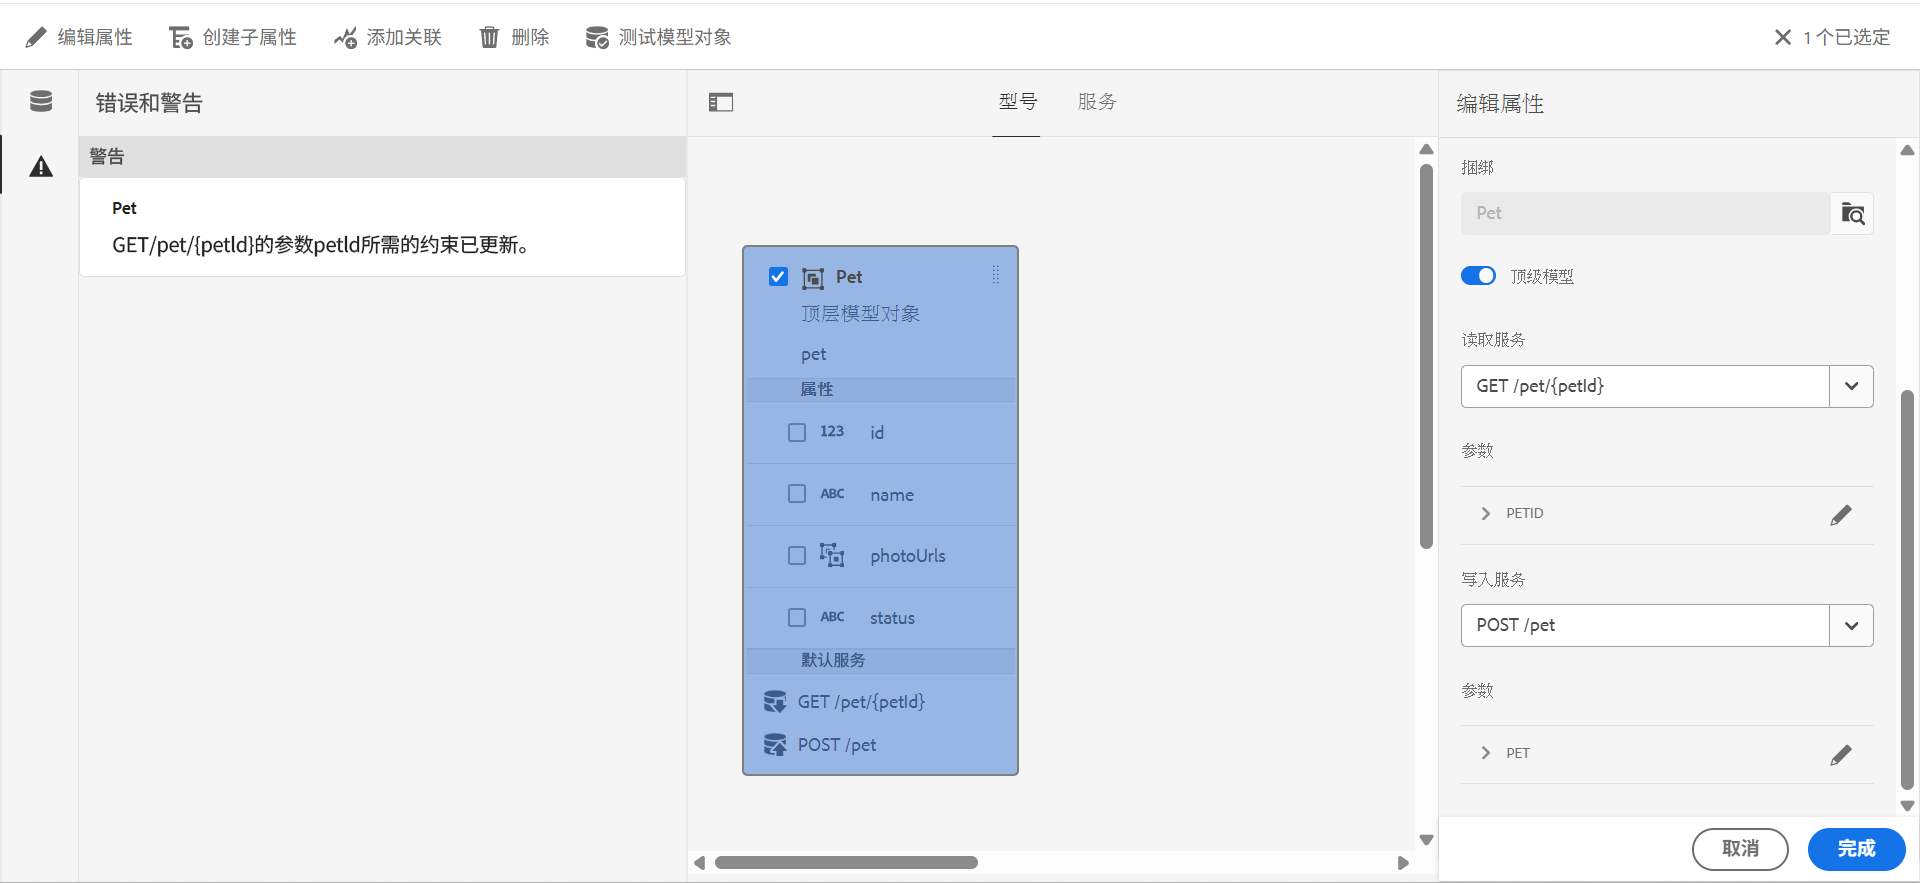 编辑属性
创建子属性
添加关联
删除
测试模型对象
1 个已选定
错误和警告
警告
Pet
GET/pet/{petld}的参数petld所需的约束已更新。
型号
服务
Pet
顶层模型对象
pet
属性
123 id
ABC name
photoUrls
ABC status
默认服务
GET /pet/{petId}
POST /pet
编辑属性
捆绑
Pet
顶级模型
读取服务
GET /pet/{petId}
参数
PETID
写入服务
POST /pet
参数
PET
取消
完成